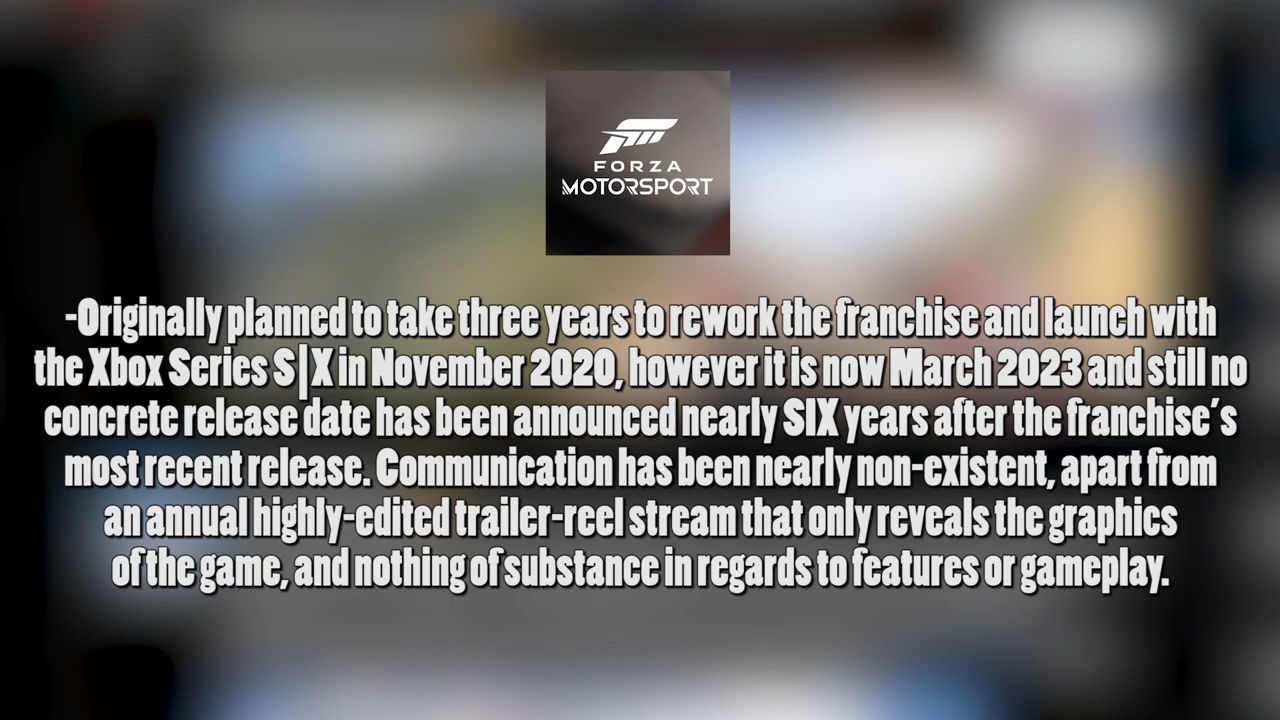 FORZA
MOTORSPORT
-Originally planned to take three years to rework the franchise and launch with
the Xbox Series S|X in November 2020, however it is now March 2023 and still no
concrete release date has been announced nearly SIX years after the franchise's
most recent release. Communication has been nearly non-existent, apart from
an annual highly-edited trailer-reel stream that only reveals the graphics
of the game, and nothing of substance in regards to features or gameplay.